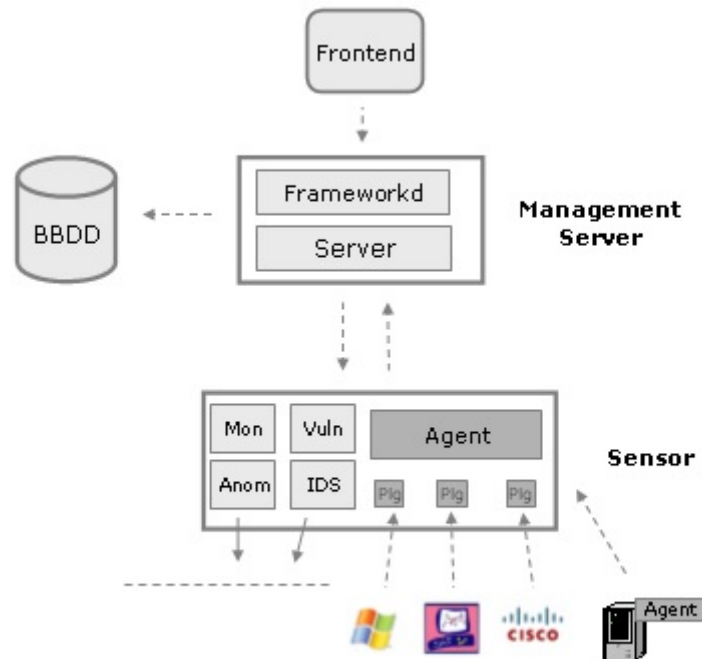 Frontend
BBDD
Frameworkd
Server
Management
Server
Mon
Vuln
Agent
Anom
IDS
Plg
Plg
Plg
Sensor
CISCO
Agent